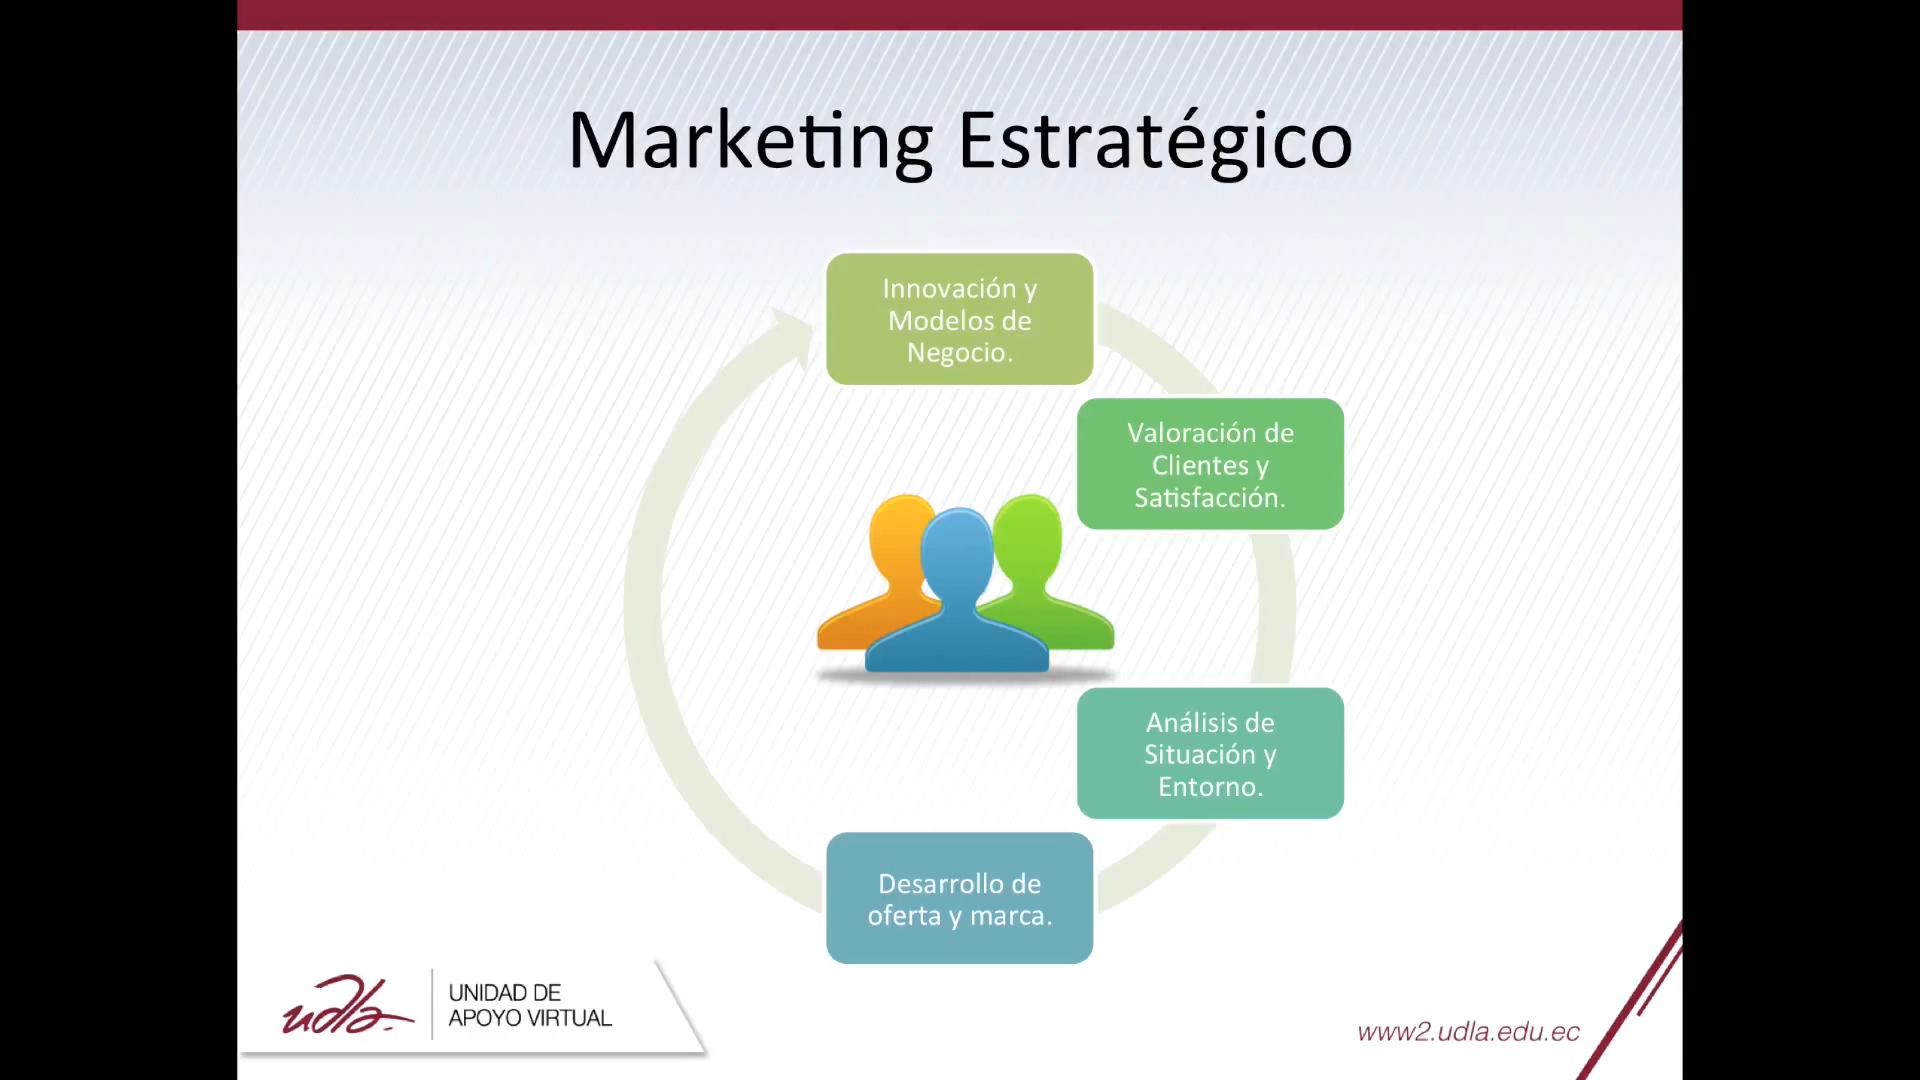 Marketing Estratégico
Innovación y
Modelos de
Negocio.
Valoración de
Clientes y
Satisfacción.
Análisis de
Situación y
Entorno.
Desarrollo de
oferta y marca.
udla
UNIDAD DE
APOYO VIRTUAL
www2.udla.edu.ec